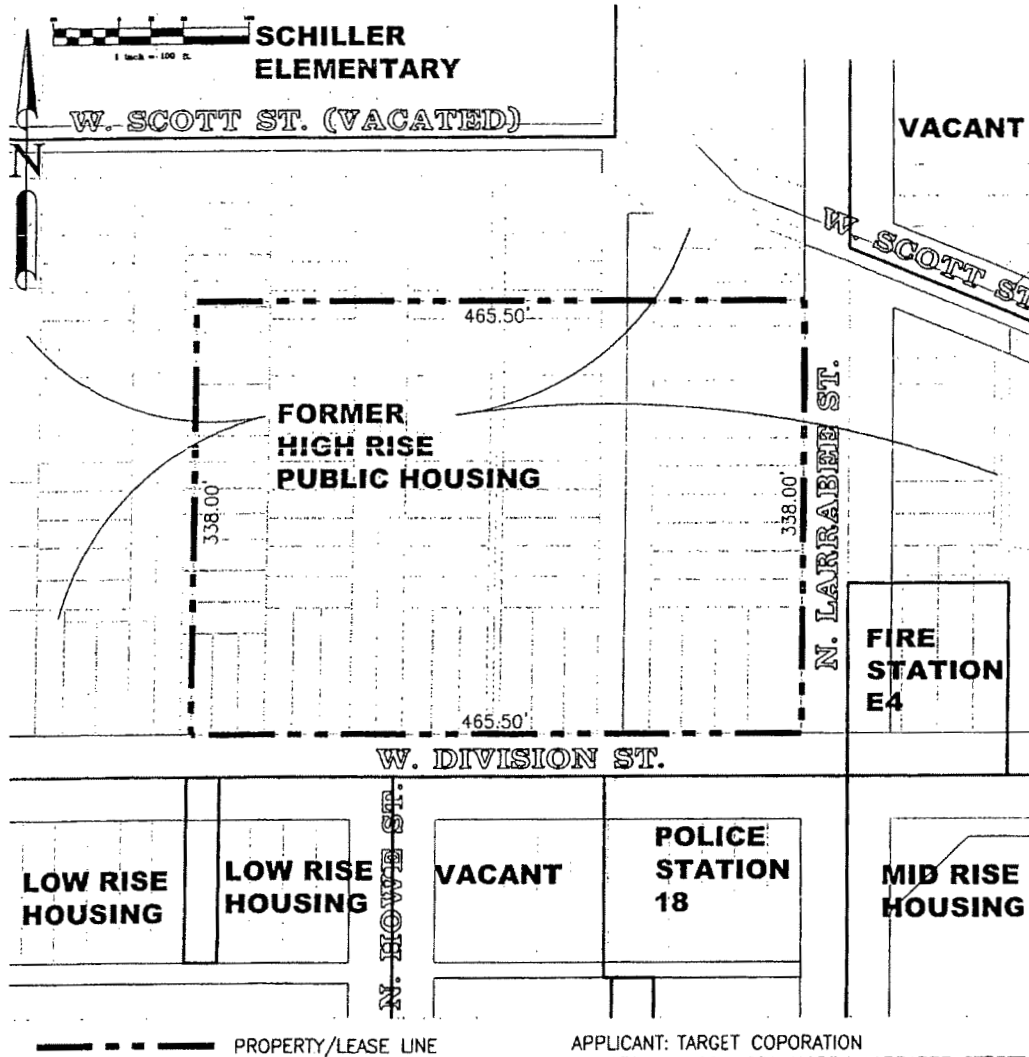 SCHILLER
ELEMENTARY
1 inch = 100 ft.
W. SCOTT ST. (VACATED)
VACANT
N
W. SCOTT ST
465.50'
FORMER
HIGH RISE
PUBLIC HOUSING
338.00'
338.00'
N. LARRABEE ST.
FIRE
STATION
E4
465.50'
W. DIVISION ST.
LOW RISE
HOUSING
LOW RISE
HOUSING
N. HOWE ST.
VACANT
POLICE
STATION
18
MID RISE
HOUSING
PROPERTY/LEASE LINE
APPLICANT: TARGET COPORATION